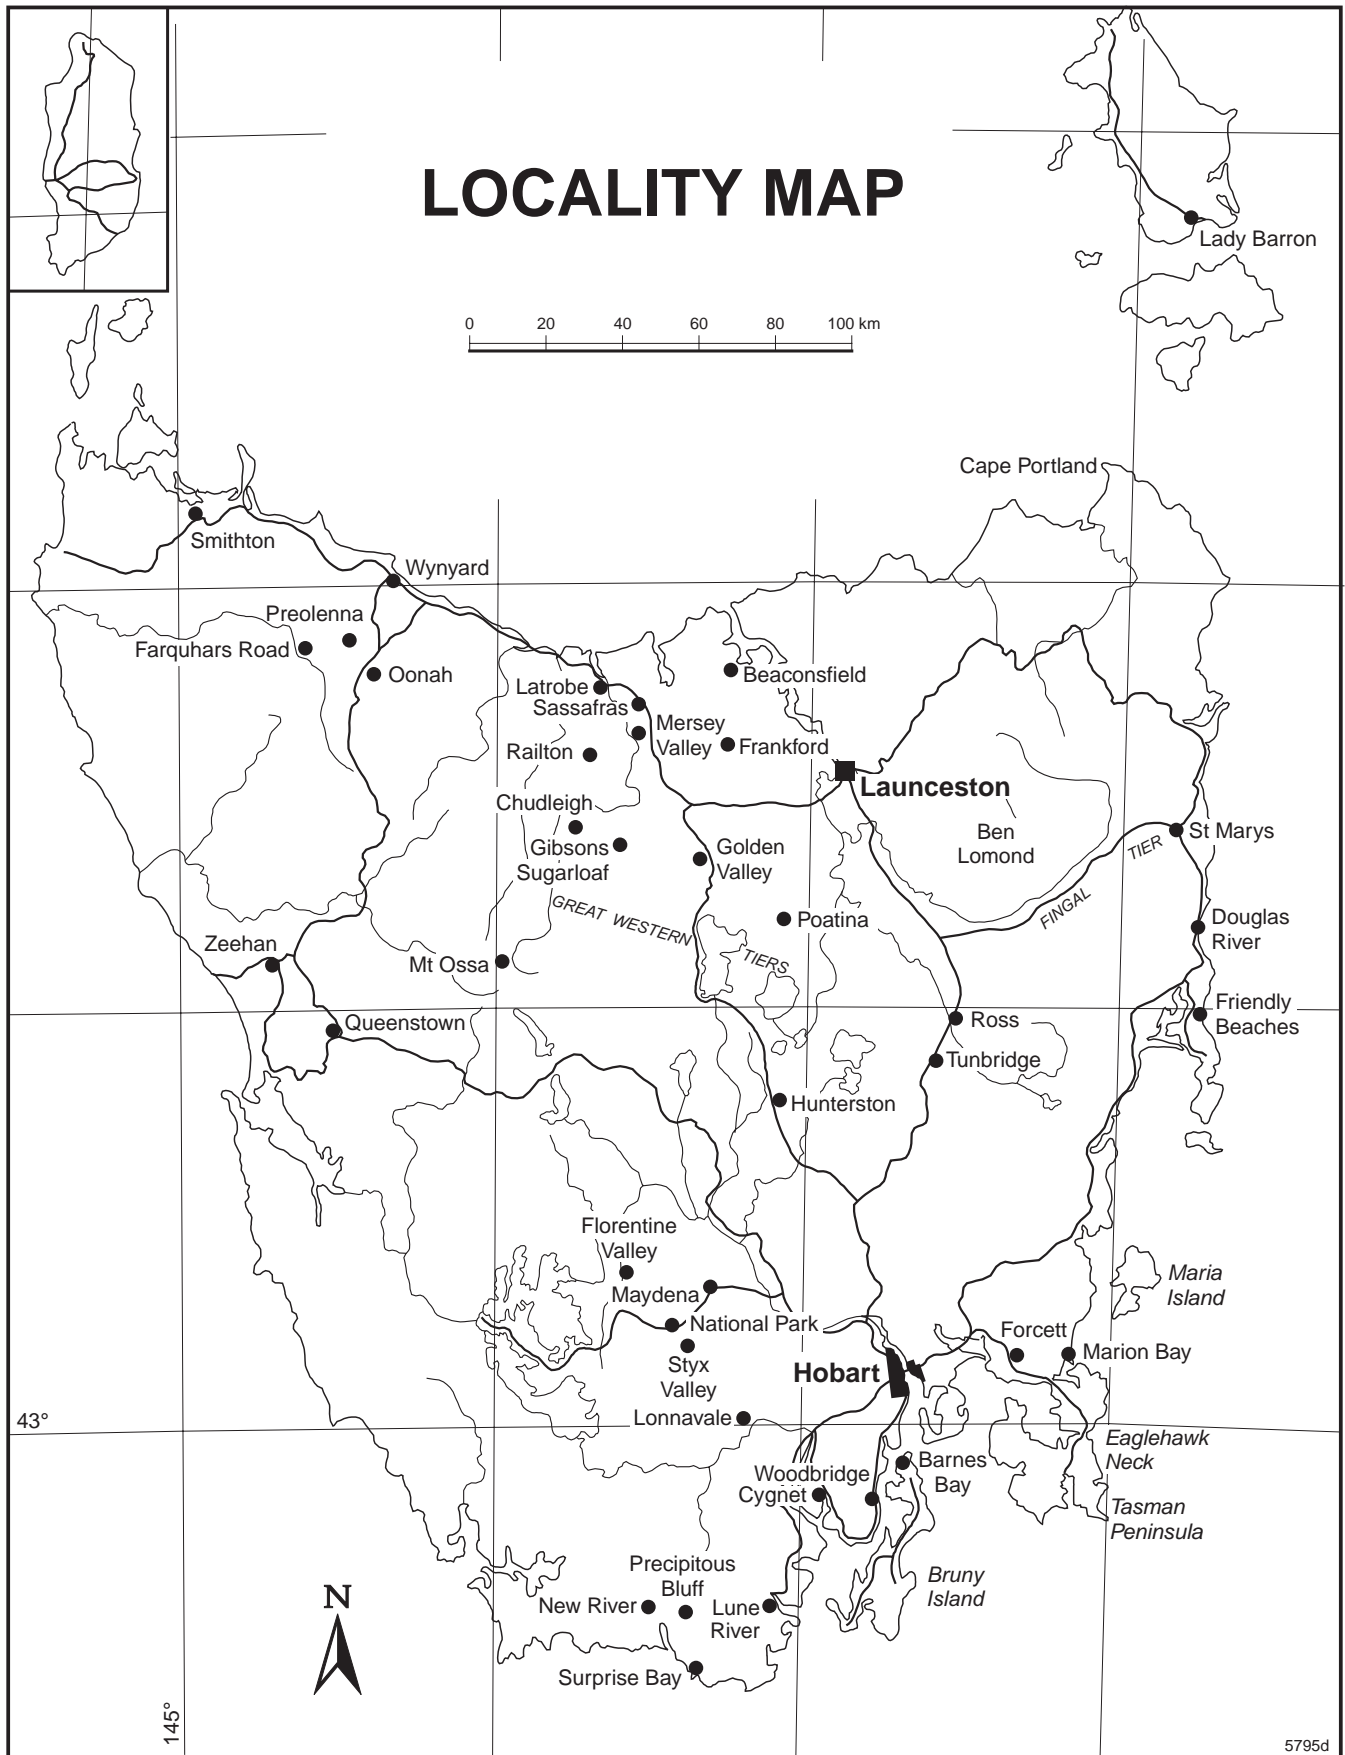 LOCALITY MAP
Lady Barron
0 20 40 60 80 100 km
Cape Portland
Smithton
Wynyard
Preolenna
Farquhars Road
Oonah
Latrobe
Sassafras
Beaconsfield
Mersey
Valley
Frankford
Railton
Launceston
Chudleigh
Gibsons
Sugarloaf
Golden
Valley
Ben
Lomond
St Marys
FINGAL TIER
GREAT WESTERN TIERS
Poatina
Douglas
River
Zeehan
Mt Ossa
Friendly
Beaches
Queenstown
Ross
Tunbridge
Hunterston
Florentine
Valley
Maydena
Maria
Island
National Park
Forcett
Marion Bay
Styx
Valley
Hobart
Lonnavale
43°
Eaglehawk
Neck
Barnes
Bay
Woodbridge
Cygnet
Tasman
Peninsula
Precipitous
Bluff
Bruny
Island
N
New River
Lune
River
Surprise Bay
145°
5795d